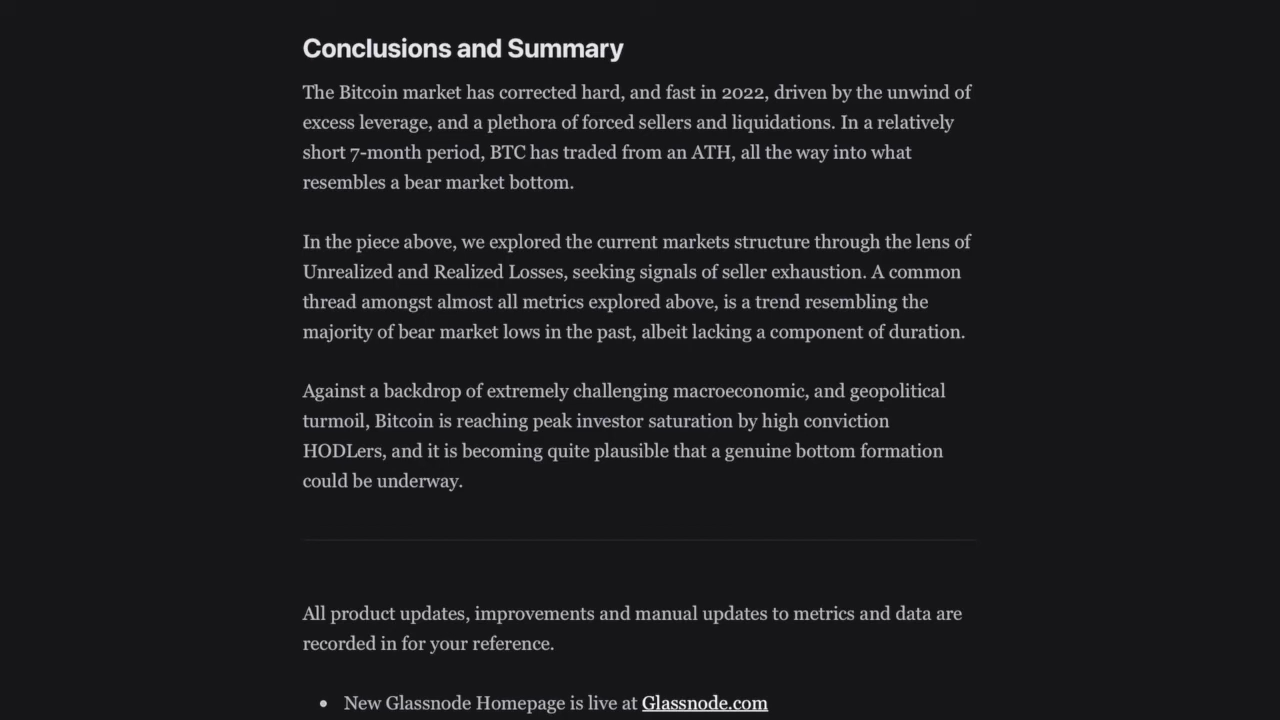 Conclusions and Summary
The Bitcoin market has corrected hard, and fast in 2022, driven by the unwind of
excess leverage, and a plethora of forced sellers and liquidations. In a relatively
short 7-month period, BTC has traded from an ATH, all the way into what
resembles a bear market bottom.
In the piece above, we explored the current markets structure through the lens of
Unrealized and Realized Losses, seeking signals of seller exhaustion. A common
thread amongst almost all metrics explored above, is a trend resembling the
majority of bear market lows in the past, albeit lacking a component of duration.
Against a backdrop of extremely challenging macroeconomic, and geopolitical
turmoil, Bitcoin is reaching peak investor saturation by high conviction
HODLers, and it is becoming quite plausible that a genuine bottom formation
could be underway.
All product updates, improvements and manual updates to metrics and data are
recorded in for your reference.
• New Glassnode Homepage is live at Glassnode.com